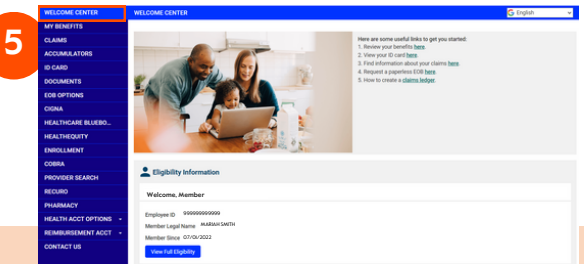 5
WELCOME CENTER
MY BENEFITS
CLAIMS
ACCUMULATORS
ID CARD
DOCUMENTS
EOB OPTIONS
CIGNA
HEALTHCARE BLUEBO...
HEALTHEQUITY
ENROLLMENT
COBRA
PROVIDER SEARCH
RECURO
PHARMACY
HEALTH ACCT OPTIONS
REIMBURSEMENT ACCT
CONTACT US
WELCOME CENTER
English
Here are some useful links to get you started:
1. Review your benefits here.
2. View your ID card here.
3. Find information about your claims here.
4. Request a paperless EOB here.
5. How to create a claims ledger.
Eligibility Information
Welcome, Member
Employee ID 999999999999
Member Legal Name MARIAH SMITH
Member Since 07/01/2022
View Full Eligibility